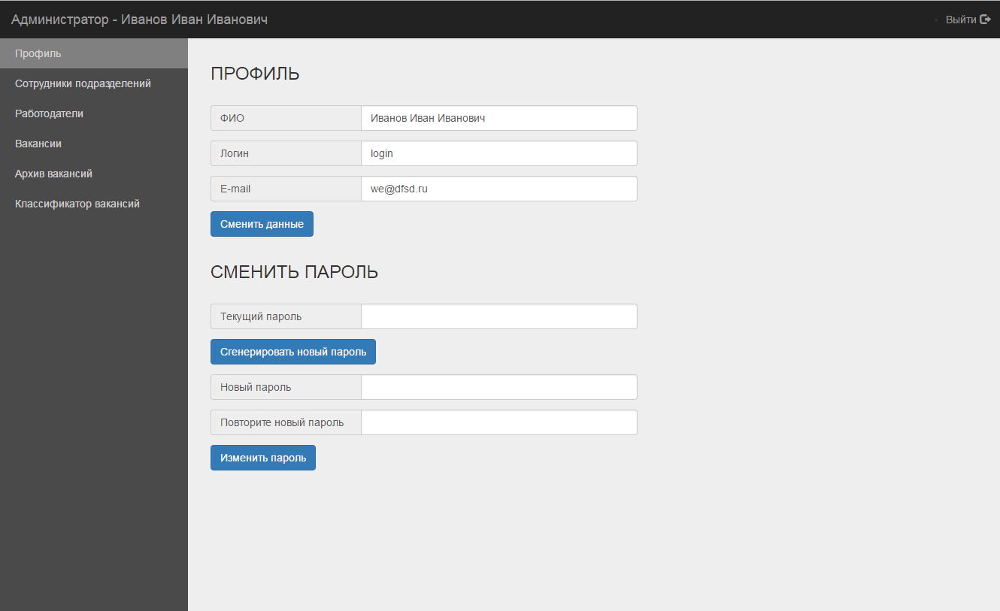 Администратор - Иванов Иван Иванович
Выйти
Профиль
Сотрудники подразделений
Работодатели
Вакансии
Архив вакансий
Классификатор вакансий
ПРОФИЛЬ
ФИО Иванов Иван Иванович
Логин login
E-mail we@dfsd.ru
Сменить данные
СМЕНИТЬ ПАРОЛЬ
Текущий пароль
Сгенерировать новый пароль
Новый пароль
Повторите новый пароль
Изменить пароль